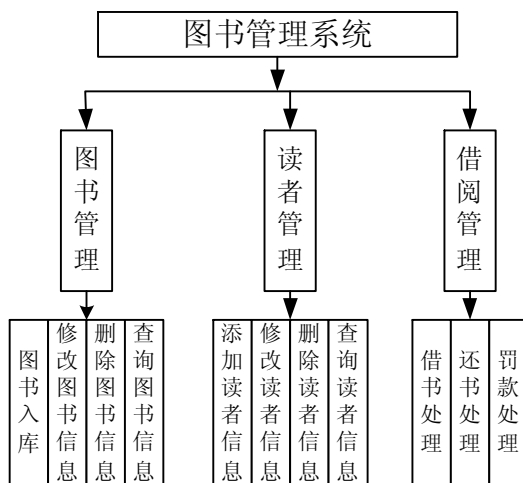 图书管理系统
图书管理
读者管理
借阅管理
图书入库
修改图书信息
删除图书信息
查询图书信息
添加读者信息
修改读者信息
删除读者信息
查询读者信息
借书处理
还书处理
罚款处理